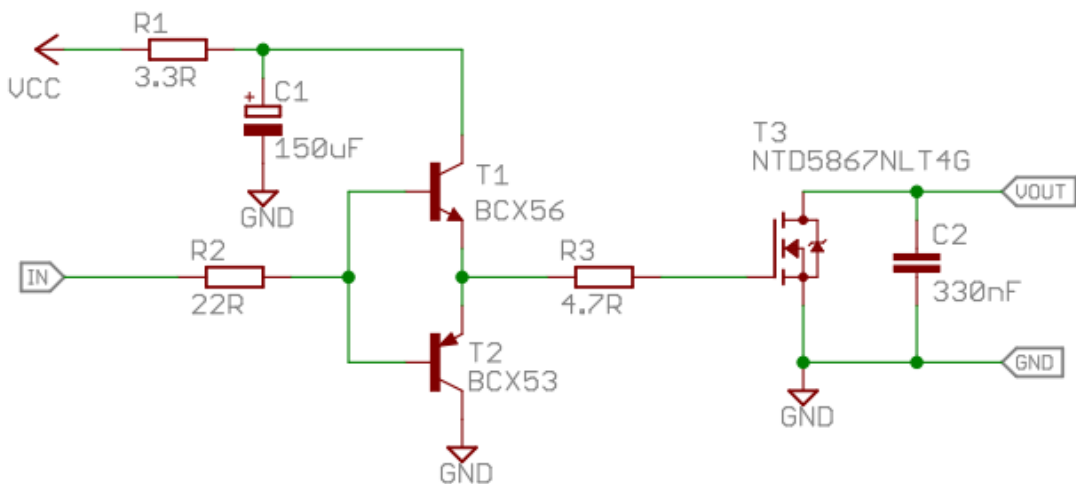 R1
VCC
3.3R
+
C1
150uF
GND
T1
BCX56
IN
R2
22R
T2
BCX53
GND
R3
4.7R
T3
NTD5867NLT4G
VOUT
C2
330nF
GND
GND